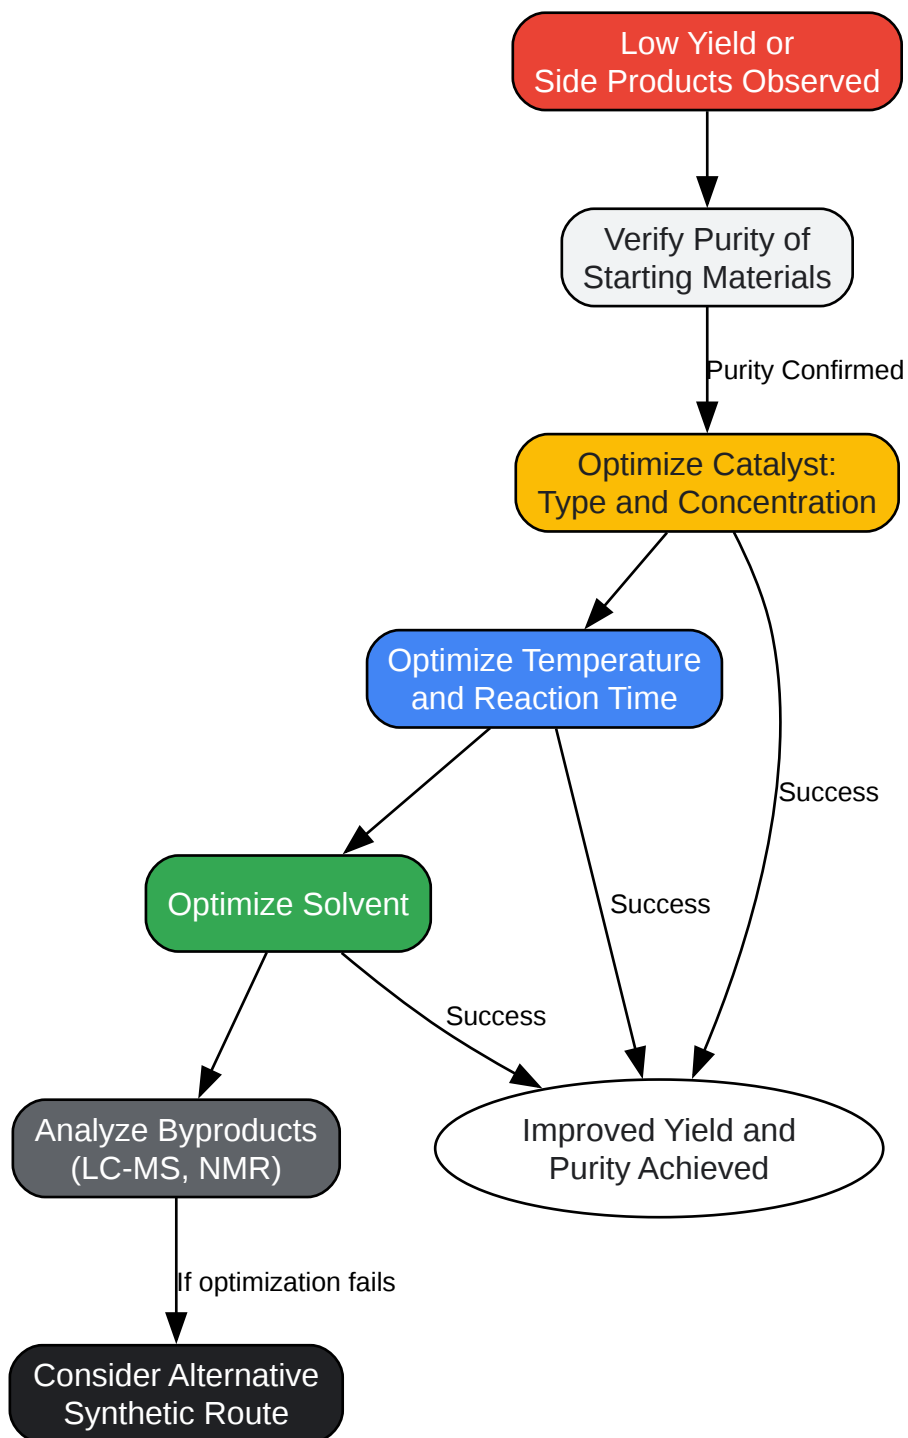 Low Yield or
Side Products Observed
Verify Purity of
Starting Materials
Purity Confirmed
Optimize Catalyst:
Type and Concentration
Optimize Temperature
and Reaction Time
Success
Optimize Solvent
Success
Success
Analyze Byproducts
(LC-MS, NMR)
Improved Yield and
Purity Achieved
If optimization fails
Consider Alternative
Synthetic Route